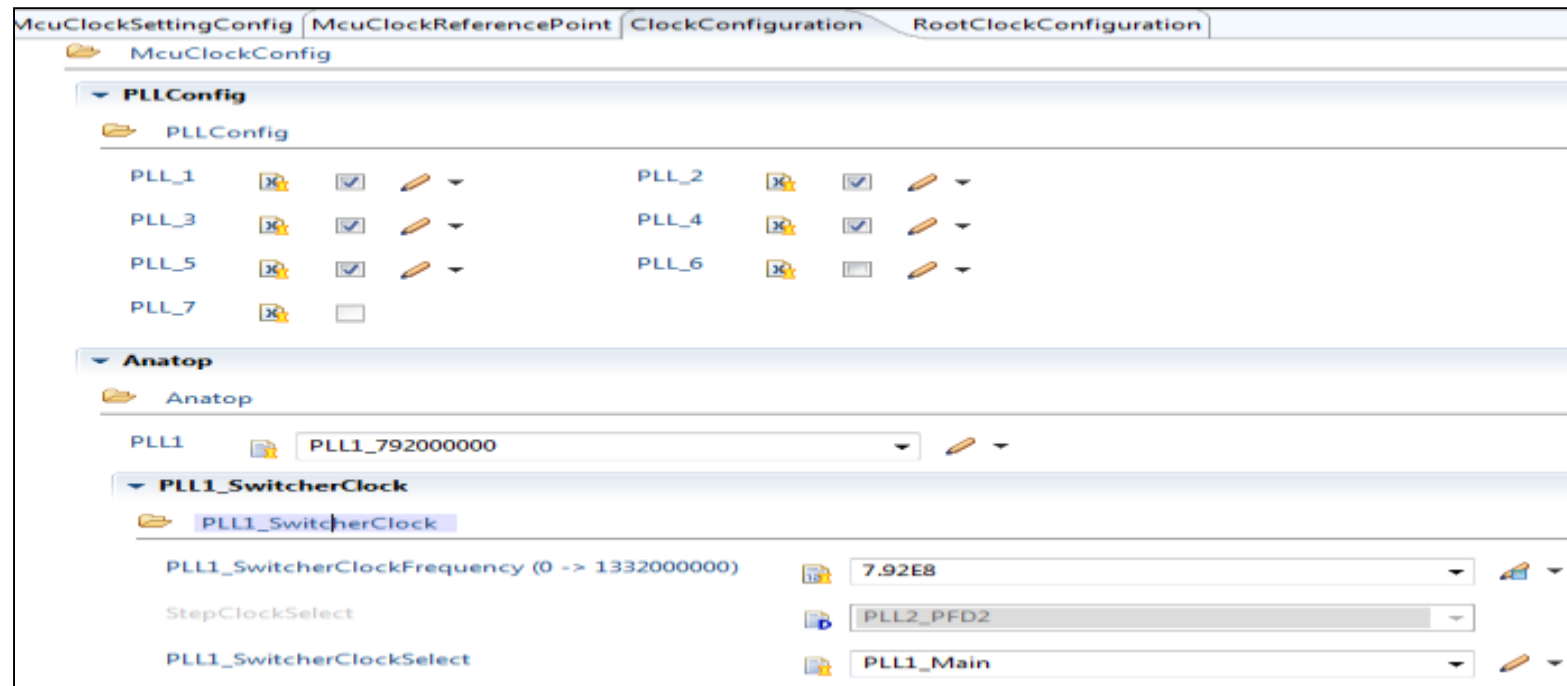 McuClockSettingConfig McuClockReferencePoint ClockConfiguration RootClockConfiguration
McuClockConfig
PLLConfig
PLLConfig
PLL_1 PLL_2
PLL_3 PLL_4
PLL_5 PLL_6
PLL_7
Anatop
Anatop
PLL1 PLL1_792000000
PLL1_SwitcherClock
PLL1_SwitcherClock
PLL1_SwitcherClockFrequency (0 -> 1332000000) 7.92E8
StepClockSelect PLL2_PFD2
PLL1_SwitcherClockSelect PLL1_Main